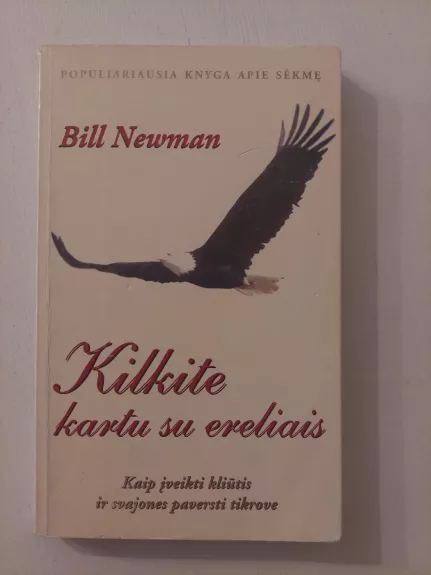 POPULIARIAUSIA KNYGA APIE SĖKMĘ
Bill Newman
Kilkite
kartu su ereliais
Kaip įveikti kliūtis
ir svajones paversti tikrove